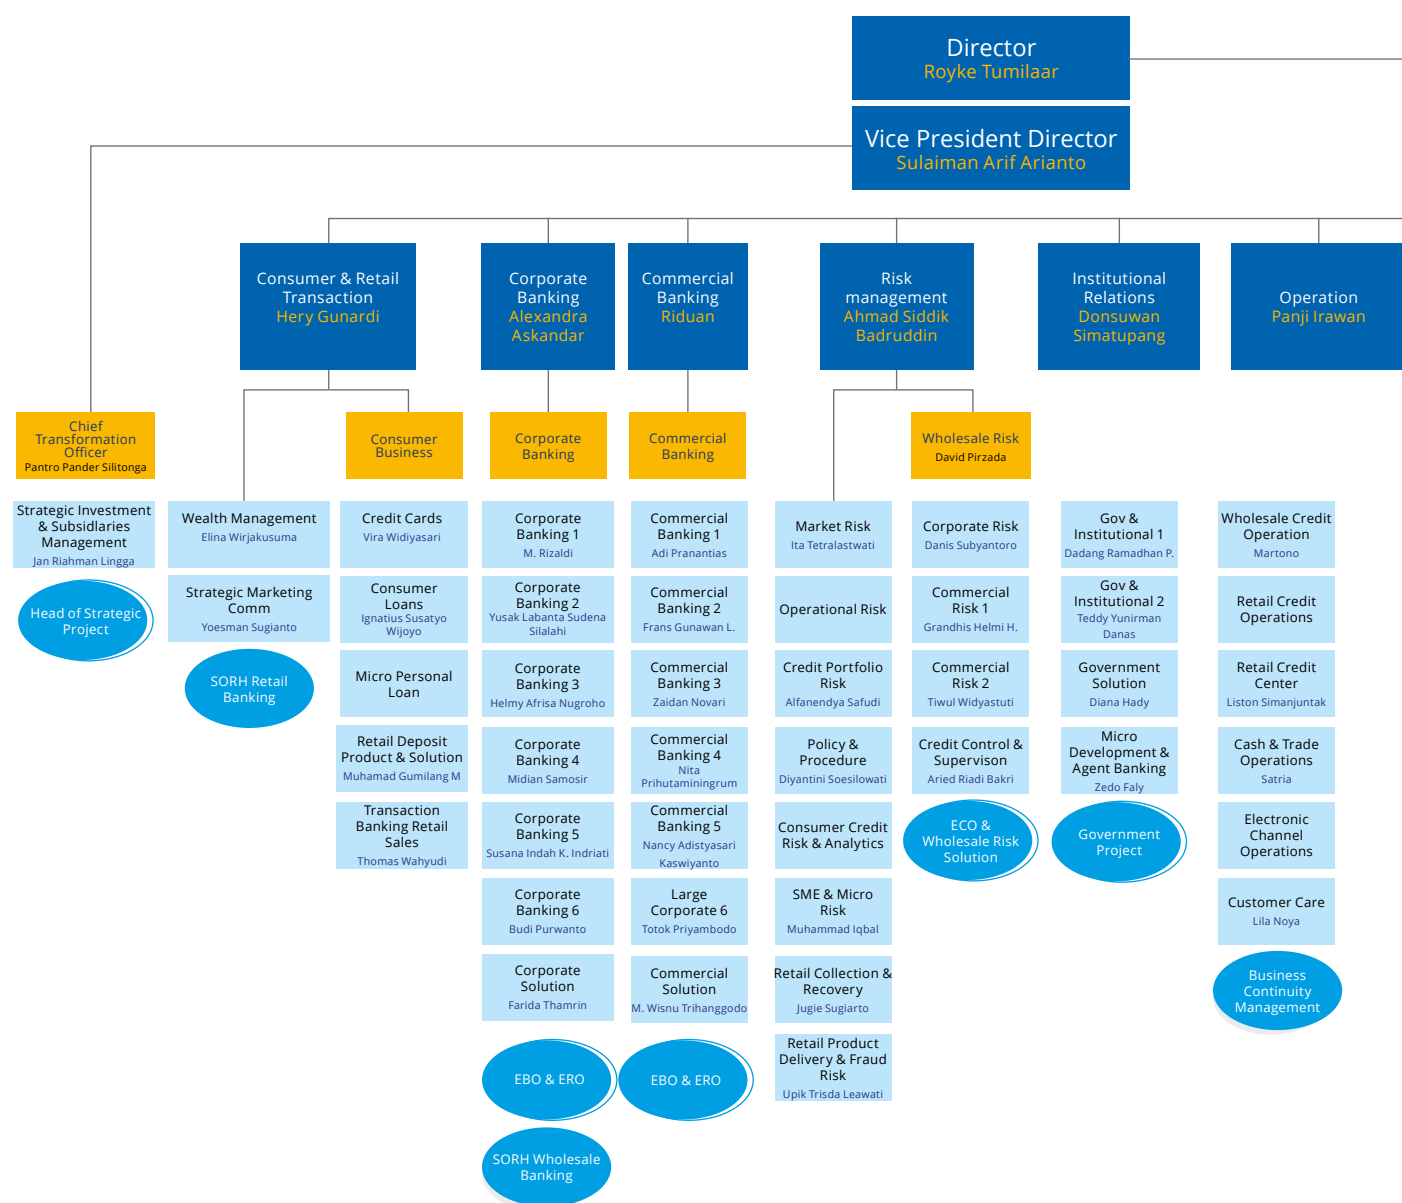 Director
Royke Tumilaar
Vice President Director
Sulaiman Arif Arianto
Consumer & Retail
Transaction
Hery Gunardi
Corporate
Banking
Alexandra
Askandar
Commercial
Banking
Riduan
Risk
management
Ahmad Siddik
Badruddin
Institutional
Relations
Donsuwan
Simatupang
Operation
Panji Irawan
Chief
Transformation
Officer
Pantro Pander Silitonga
Consumer
Business
Corporate
Banking
Commercial
Banking
Wholesale Risk
David Pirzada
Strategic Investment
& Subsidlaries
Management
Jan Riahman Lingga
Head of Strategic
Project
Wealth Management
Elina Wirjakusuma
Strategic Marketing
Comm
Yoesman Sugianto
SORH Retail
Banking
Credit Cards
Vira Widiyasari
Consumer
Loans
Ignatius Susatyo
Wijoyo
Micro Personal
Loan
Retail Deposit
Product & Solution
Muhamad Gumilang M
Transaction
Banking Retail
Sales
Thomas Wahyudi
Corporate
Banking 1
M. Rizaldi
Corporate
Banking 2
Yusak Labanta Sudena
Silalahi
Corporate
Banking 3
Helmy Afrisa Nugroho
Corporate
Banking 4
Midian Samosir
Corporate
Banking 5
Susana Indah K. Indriati
Corporate
Banking 6
Budi Purwanto
Corporate
Solution
Farida Thamrin
EBO & ERO
SORH Wholesale
Banking
Commercial
Banking 1
Adi Pranantias
Commercial
Banking 2
Frans Gunawan L.
Commercial
Banking 3
Zaidan Novari
Commercial
Banking 4
Nita
Prihutaminingrum
Commercial
Banking 5
Nancy Adistyasari
Kaswiyanto
Large
Corporate 6
Totok Priyambodo
Commercial
Solution
M. Wisnu Trihanggodo
EBO & ERO
Market Risk
Ita Tetralastwati
Operational Risk
Credit Portfolio
Risk
Alfanendya Safudi
Policy &
Procedure
Diyantini Soesilowati
Consumer Credit
Risk & Analytics
SME & Micro
Risk
Muhammad Iqbal
Retail Collection &
Recovery
Jugie Sugiarto
Retail Product
Delivery & Fraud
Risk
Upik Trisda Leawati
Corporate Risk
Danis Subyantoro
Commercial
Risk 1
Grandhis Helmi H.
Commercial
Risk 2
Tiwul Widyastuti
Credit Control &
Supervison
Aried Riadi Bakri
ECO &
Wholesale Risk
Solution
Gov &
Institutional 1
Dadang Ramadhan P.
Gov &
Institutional 2
Teddy Yunirman
Danas
Government
Solution
Diana Hady
Micro
Development &
Agent Banking
Zedo Faly
Government
Project
Wholesale Credit
Operation
Martono
Retail Credit
Operations
Retail Credit
Center
Liston Simanjuntak
Cash & Trade
Operations
Satria
Electronic
Channel
Operations
Customer Care
Lila Noya
Business
Continuity
Management